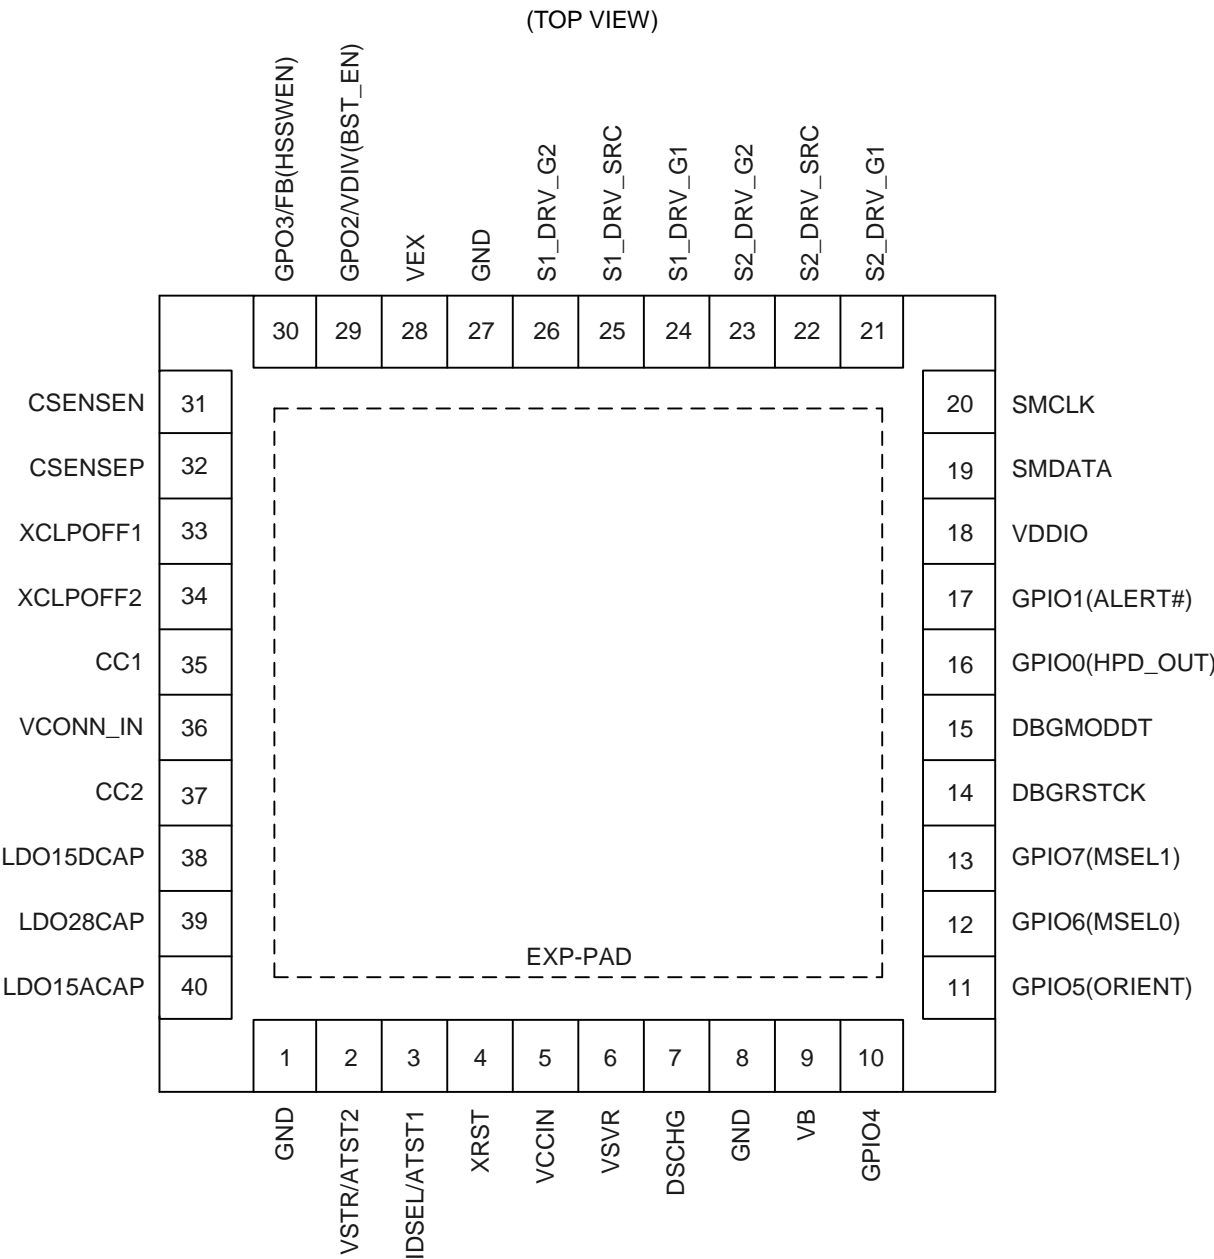 (TOP VIEW)
GPO3/FB(HSSWEN)
GPO2/VDIV(BST_EN)
VEX
GND
S1_DRV_G2
S1_DRV_SRC
S1_DRV_G1
S2_DRV_G2
S2_DRV_SRC
S2_DRV_G1
30 29 28 27 26 25 24 23 22 21
CSENSEN 31
CSENSEP 32
XCLPOFF1 33
XCLPOFF2 34
CC1 35
VCONN_IN 36
CC2 37
LDO15DCAP 38
LDO28CAP 39
LDO15ACAP 40
20 SMCLK
19 SMDATA
18 VDDIO
17 GPIO1(ALERT#)
16 GPIO0(HPD_OUT)
15 DBGMODDT
14 DBGRSTCK
13 GPIO7(MSEL1)
12 GPIO6(MSEL0)
11 GPIO5(ORIENT)
EXP-PAD
1 2 3 4 5 6 7 8 9 10
GND
VSTR/ATST2
IDSEL/ATST1
XRST
VCCIN
VSVR
DSCHG
GND
VB
GPIO4